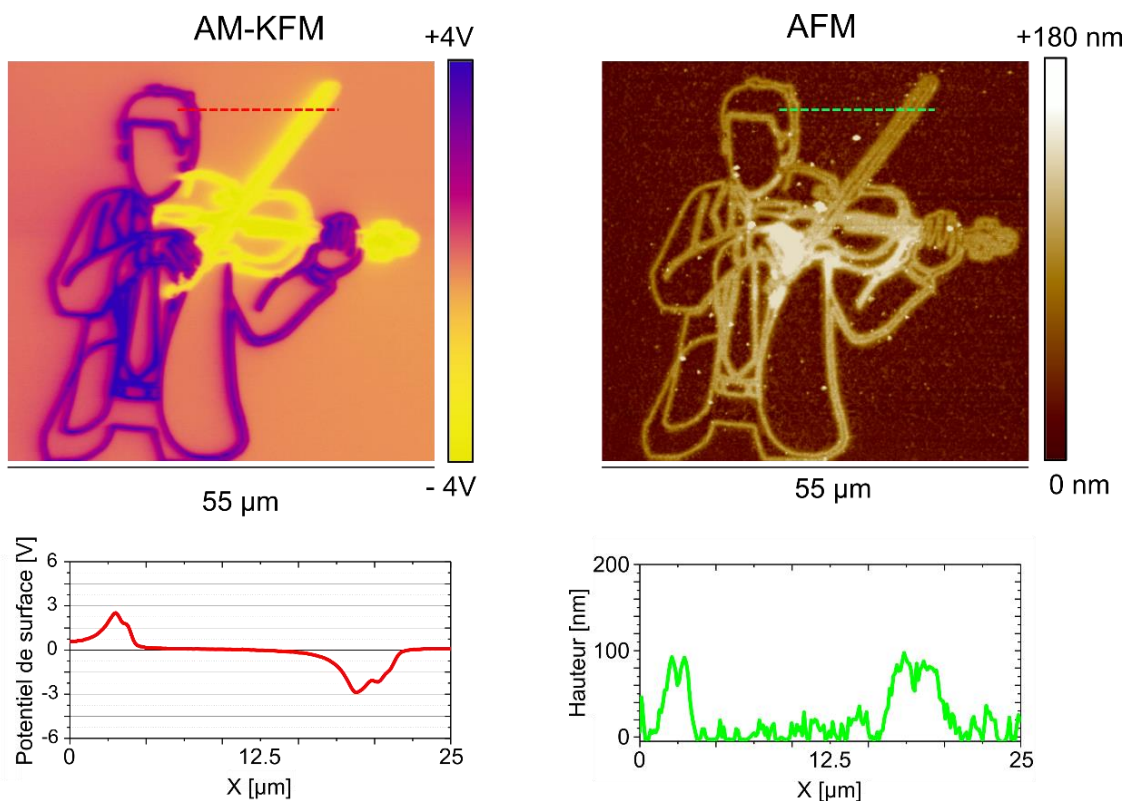 AM-KFM
+4V
- 4V
55 µm
AFM
+180 nm
0 nm
55 µm
Potentiel de surface [V]
6
3
0
-3
-6
0
12.5
25
X [µm]
Hauteur [nm]
200
100
0
0
12.5
25
X [µm]